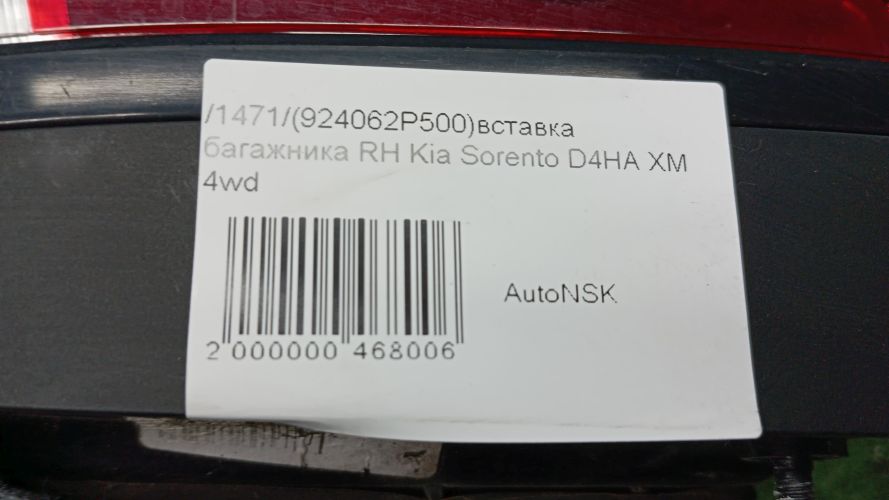 /1471/(924062P500)вставка
багажника RH Kia Sorento D4HA XM
4wd
AutoNSK
2 000000 468006